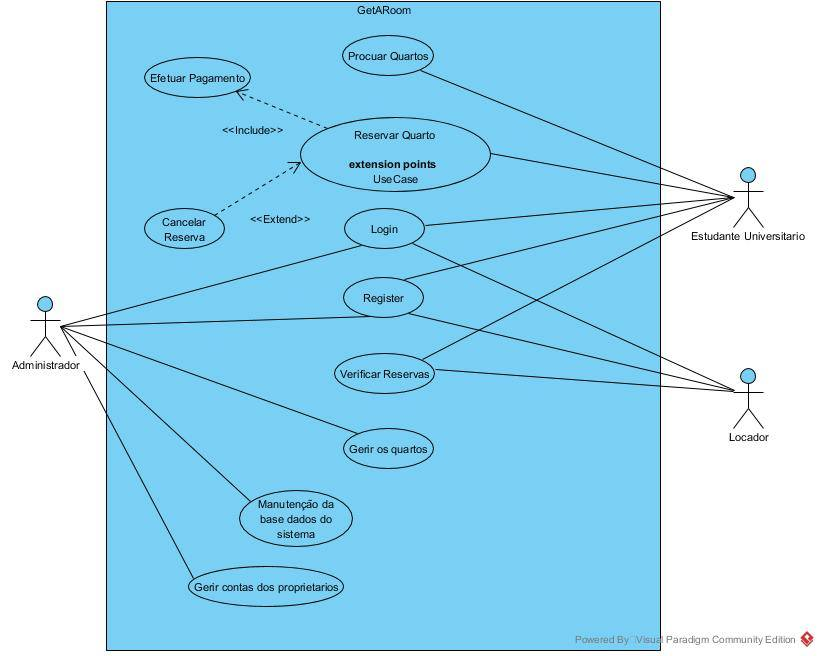 GetARoom
Procuar Quartos
Efetuar Pagamento
<<Include>>
Reservar Quarto
extension points
UseCase
Cancelar
Reserva
<<Extend>>
Login
Estudante Universitario
Register
Administrador
Verificar Reservas
Locador
Gerir os quartos
Manutenção da
base dados do
sistema
Gerir contas dos proprietarios
Powered By Visual Paradigm Community Edition